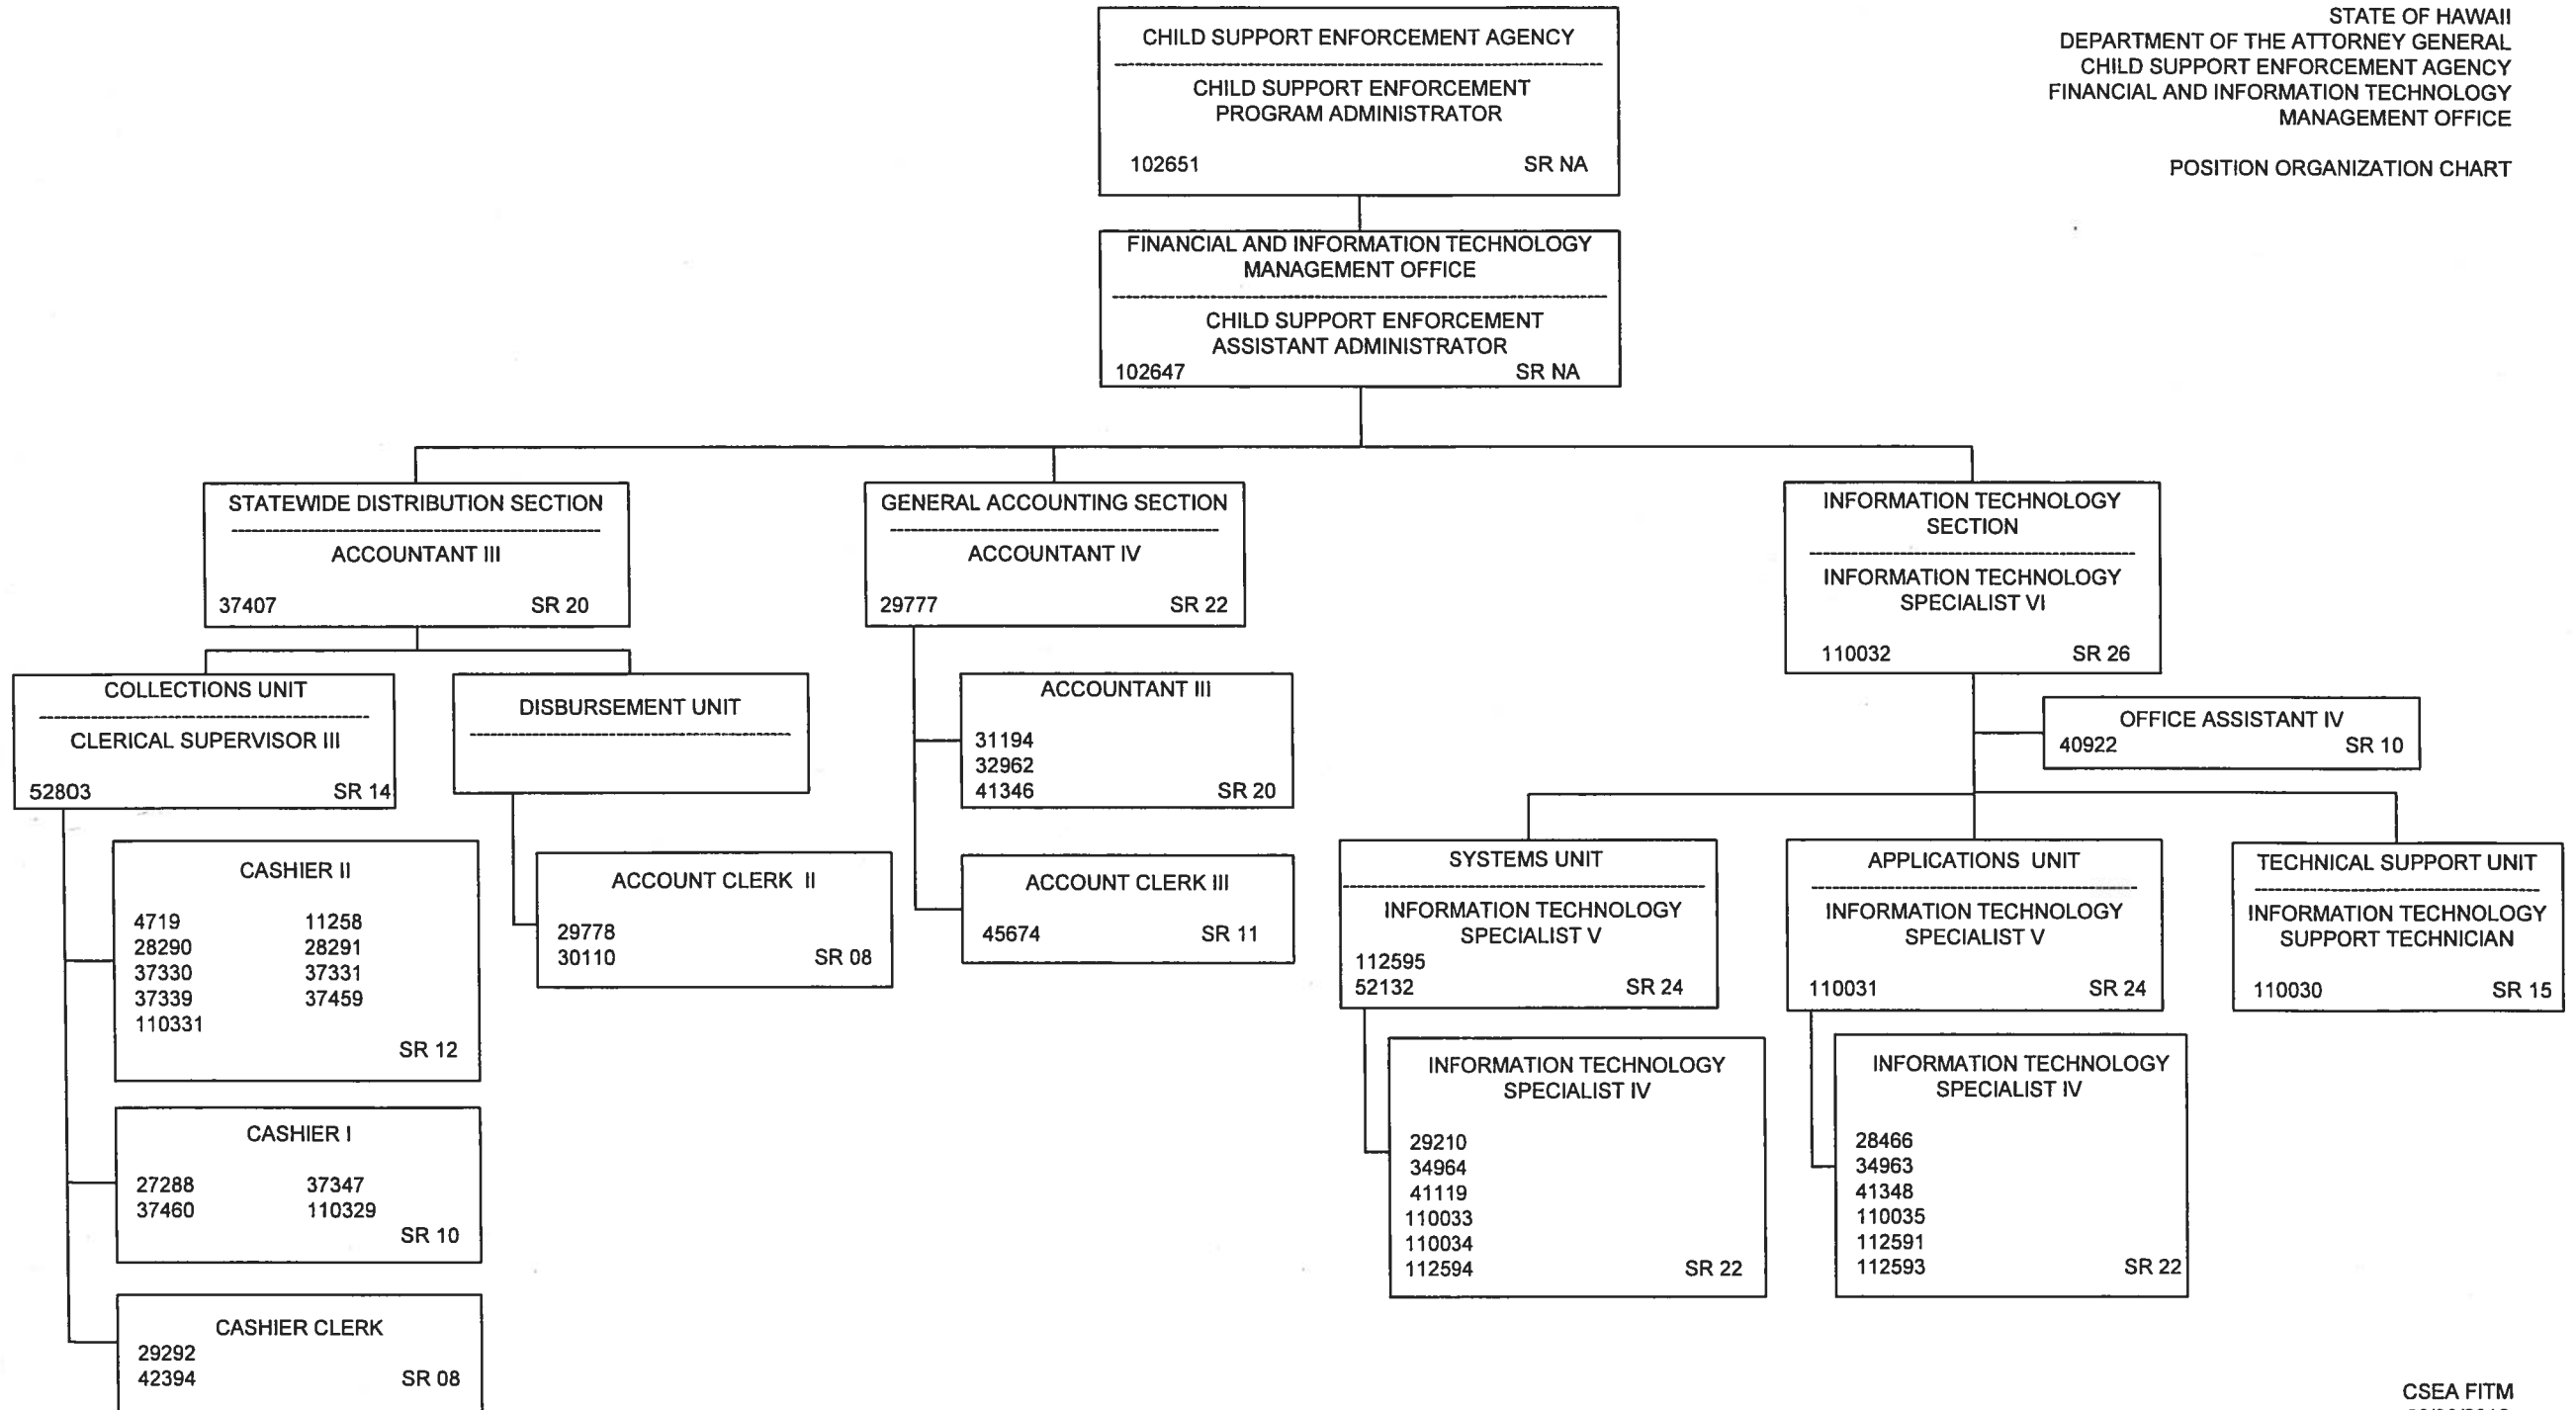 STATE OF HAWAII
DEPARTMENT OF THE ATTORNEY GENERAL
CHILD SUPPORT ENFORCEMENT AGENCY
FINANCIAL AND INFORMATION TECHNOLOGY
MANAGEMENT OFFICE
POSITION ORGANIZATION CHART
CHILD SUPPORT ENFORCEMENT AGENCY
CHILD SUPPORT ENFORCEMENT
PROGRAM ADMINISTRATOR
102651 SR NA
FINANCIAL AND INFORMATION TECHNOLOGY
MANAGEMENT OFFICE
CHILD SUPPORT ENFORCEMENT
ASSISTANT ADMINISTRATOR
102647 SR NA
STATEWIDE DISTRIBUTION SECTION
ACCOUNTANT III
37407 SR 20
COLLECTIONS UNIT
CLERICAL SUPERVISOR III
52803 SR 14
CASHIER II
4719 11258
28290 28291
37330 37331
37339 37459
110331
SR 12
CASHIER I
27288 37347
37460 110329
SR 10
CASHIER CLERK
29292
42394 SR 08
DISBURSEMENT UNIT
ACCOUNT CLERK II
29778
30110 SR 08
GENERAL ACCOUNTING SECTION
ACCOUNTANT IV
29777 SR 22
ACCOUNTANT III
31194
32962
41346 SR 20
ACCOUNT CLERK III
45674 SR 11
INFORMATION TECHNOLOGY
SECTION
INFORMATION TECHNOLOGY
SPECIALIST VI
110032 SR 26
OFFICE ASSISTANT IV
40922 SR 10
SYSTEMS UNIT
INFORMATION TECHNOLOGY
SPECIALIST V
112595
52132 SR 24
INFORMATION TECHNOLOGY
SPECIALIST IV
29210
34964
41119
110033
110034
112594 SR 22
APPLICATIONS UNIT
INFORMATION TECHNOLOGY
SPECIALIST V
110031 SR 24
INFORMATION TECHNOLOGY
SPECIALIST IV
28466
34963
41348
110035
112591
112593 SR 22
TECHNICAL SUPPORT UNIT
INFORMATION TECHNOLOGY
SUPPORT TECHNICIAN
110030 SR 15
CSEA FITM